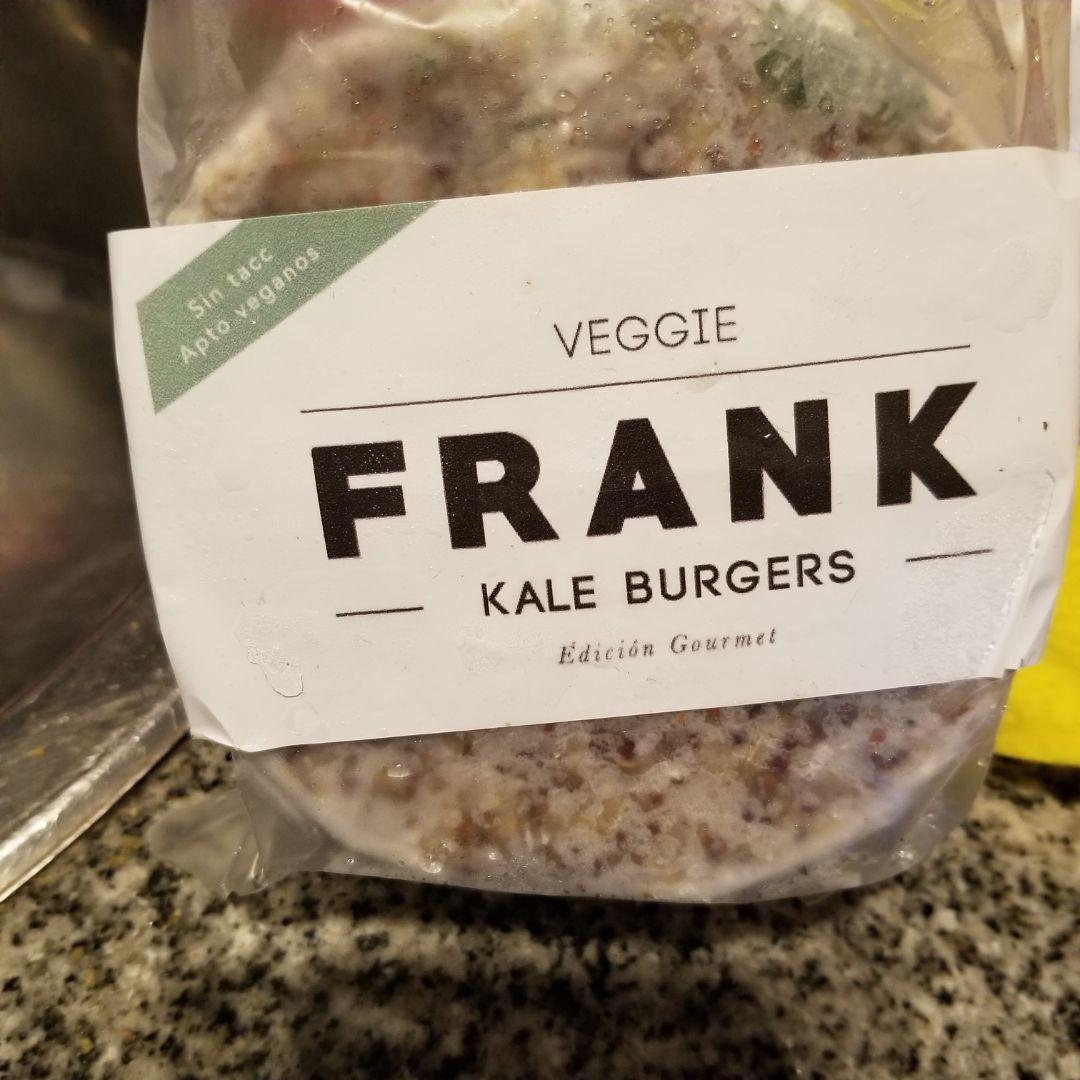 Sin tacc
Apto veganos
VEGGIE
FRANK
KALE BURGERS
Edición Gourmet